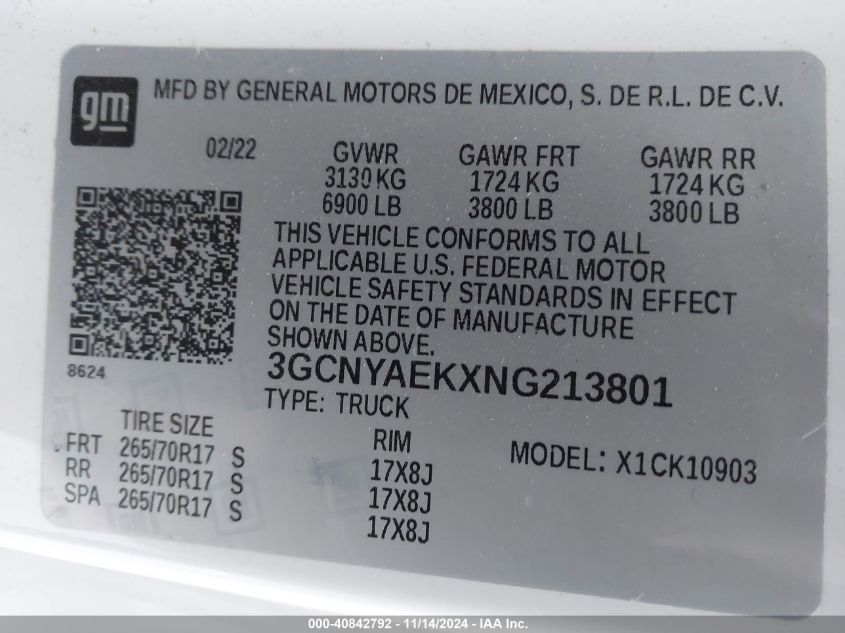 gm
MFD BY GENERAL MOTORS DE MEXICO, S. DE R.L. DE C.V.
02/22
GVWR GAWR FRT GAWR RR
3130 KG 1724 KG 1724 KG
6900 LB 3800 LB 3800 LB
THIS VEHICLE CONFORMS TO ALL
APPLICABLE U.S. FEDERAL MOTOR
VEHICLE SAFETY STANDARDS IN EFFECT
ON THE DATE OF MANUFACTURE
SHOWN ABOVE.
8624
3GCNYAEKXNG213801
TYPE: TRUCK
TIRE SIZE RIM
MODEL: X1CK10903
FRT 265/70R17 S 17X8J
RR 265/70R17 S 17X8J
SPA 265/70R17 S 17X8J
000-40842792 - 11/14/2024 - IAA Inc.